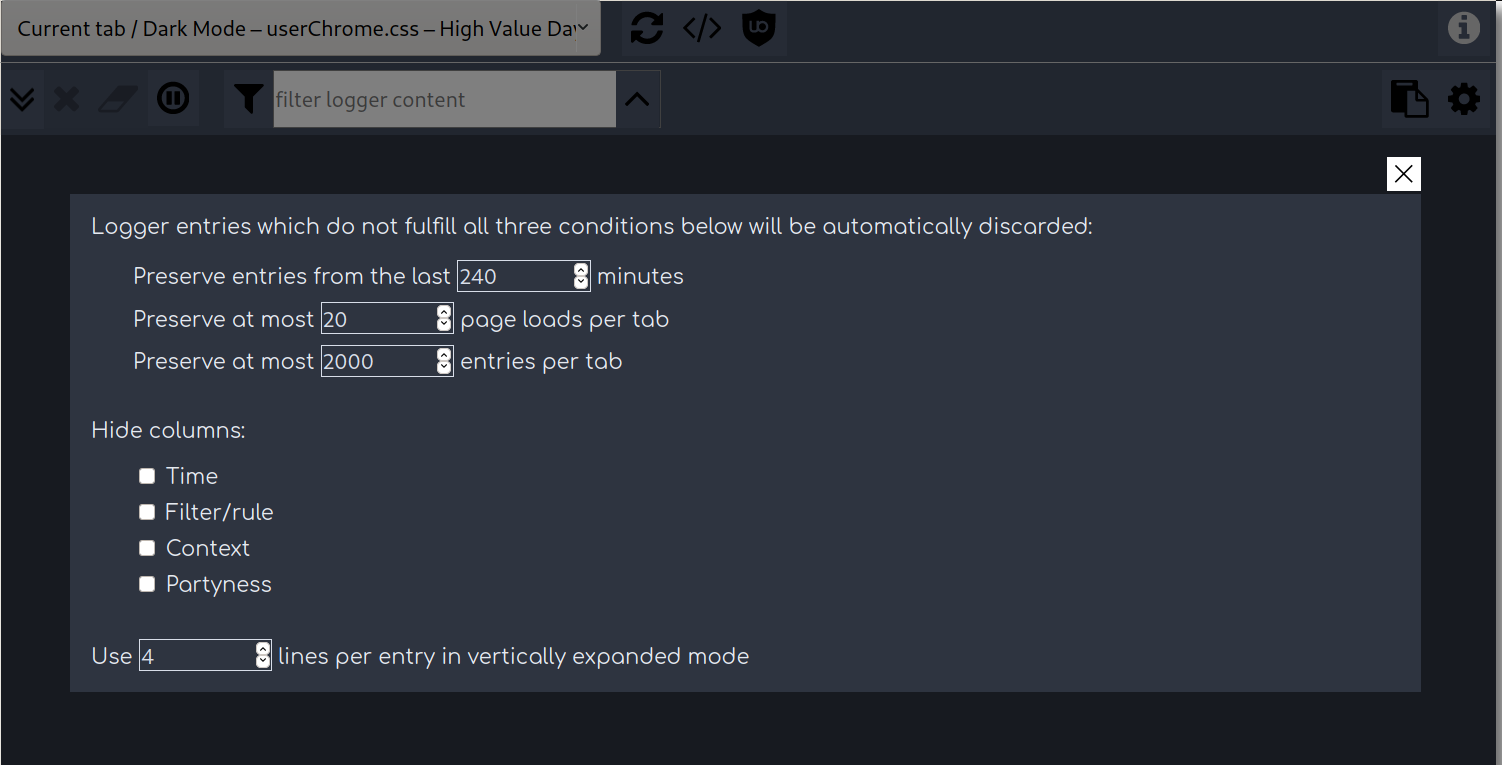 Current tab / Dark Mode – userChrome.css – High Value Da
filter logger content
Logger entries which do not fulfill all three conditions below will be automatically discarded:
Preserve entries from the last 240 minutes
Preserve at most 20 page loads per tab
Preserve at most 2000 entries per tab
Hide columns:
Time
Filter/rule
Context
Partyness
Use 4 lines per entry in vertically expanded mode